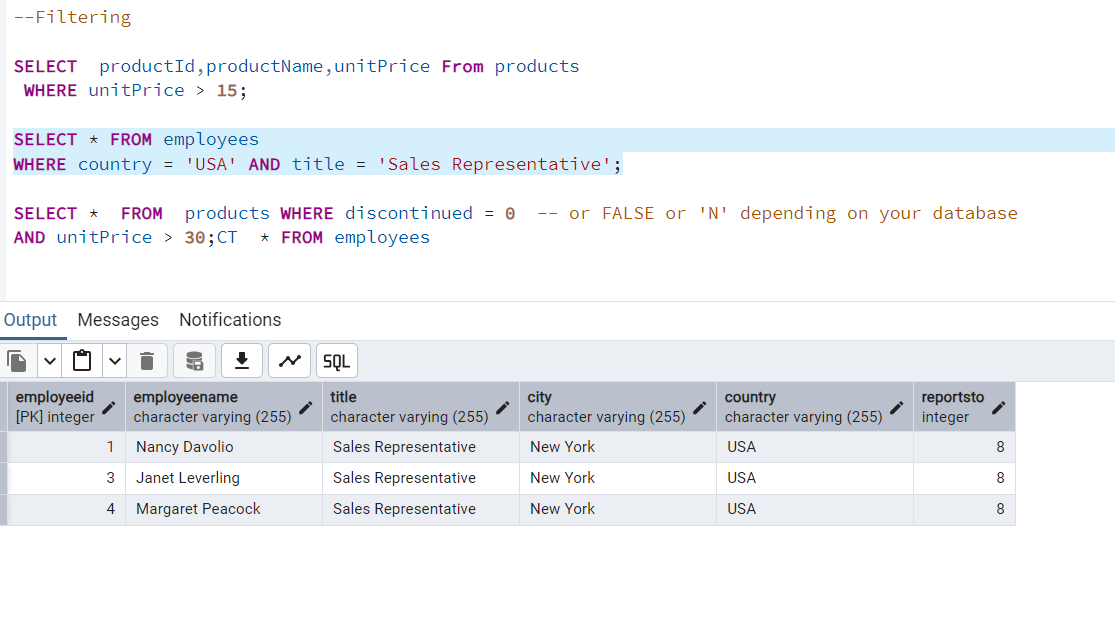 --Filtering
SELECT  productId,productName,unitPrice From products
 WHERE unitPrice > 15;
SELECT * FROM employees
WHERE country = 'USA' AND title = 'Sales Representative';
SELECT *  FROM  products WHERE discontinued = 0  -- or FALSE or 'N' depending on your database
AND unitPrice > 30;CT  * FROM employees
Output Messages Notifications
SQL
employeeid employeename title city country reportsto
[PK] integer character varying (255) character varying (255) character varying (255) character varying (255) integer
1 Nancy Davolio Sales Representative New York USA 8
3 Janet Leverling Sales Representative New York USA 8
4 Margaret Peacock Sales Representative New York USA 8